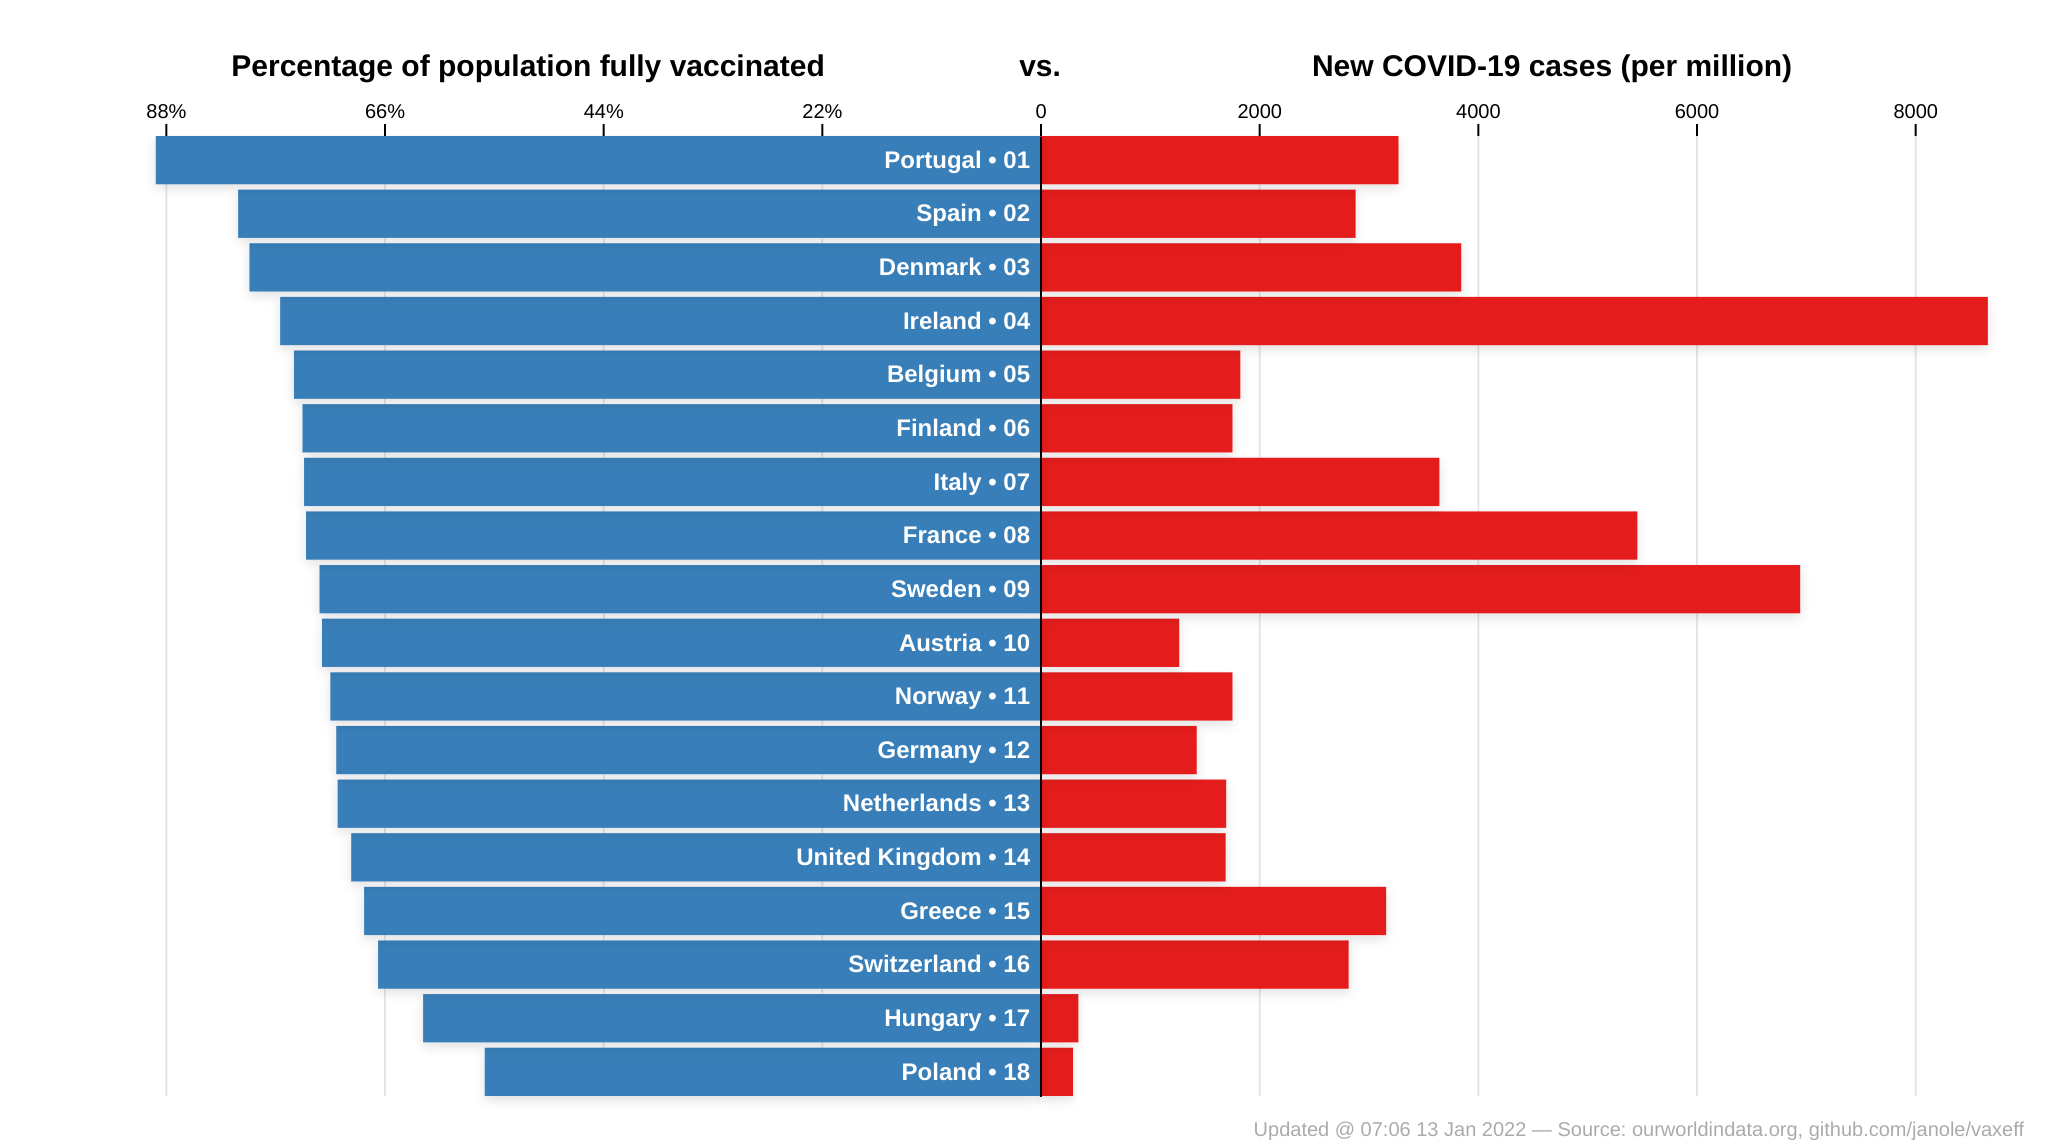 Percentage of population fully vaccinated vs. New COVID-19 cases (per million)
88% 66% 44% 22% 0 2000 4000 6000 8000
Portugal • 01
Spain • 02
Denmark • 03
Ireland • 04
Belgium • 05
Finland • 06
Italy • 07
France • 08
Sweden • 09
Austria • 10
Norway • 11
Germany • 12
Netherlands • 13
United Kingdom • 14
Greece • 15
Switzerland • 16
Hungary • 17
Poland • 18
Updated @ 07:06 13 Jan 2022 — Source: ourworldindata.org, github.com/janole/vaxeff